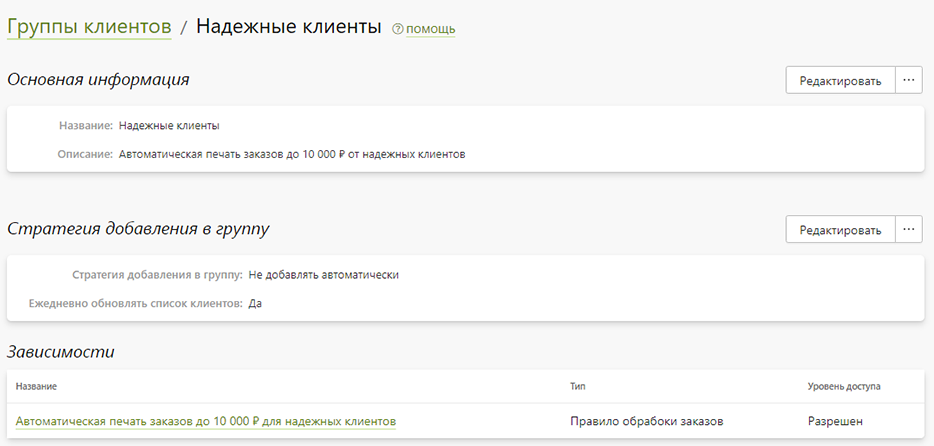 Группы клиентов / Надежные клиенты ? помощь
Основная информация
Редактировать ...
Название: Надежные клиенты
Описание: Автоматическая печать заказов до 10 000 ₽ от надежных клиентов
Стратегия добавления в группу
Редактировать ...
Стратегия добавления в группу: Не добавлять автоматически
Ежедневно обновлять список клиентов: Да
Зависимости
Название Тип Уровень доступа
Автоматическая печать заказов до 10 000 ₽ для надежных клиентов Правило обрабоки заказов Разрешен